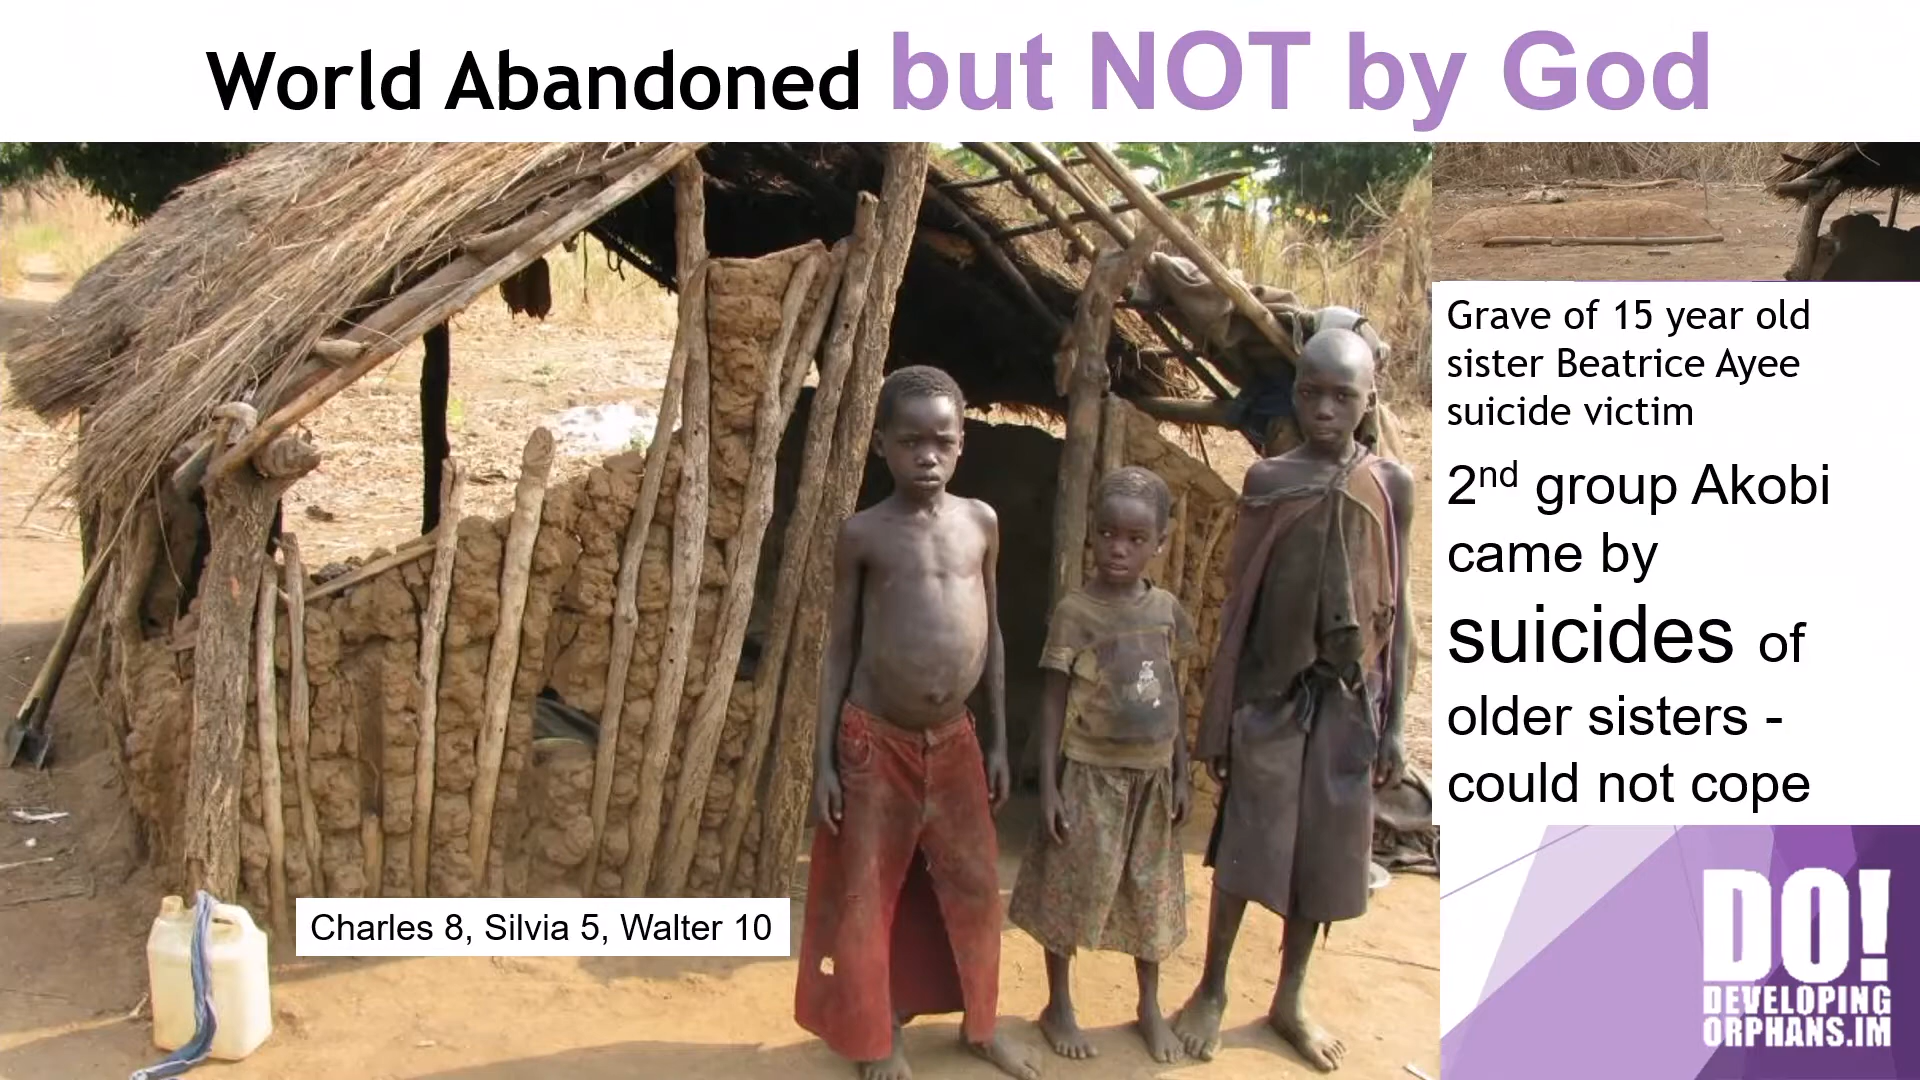 World Abandoned but NOT by God
Grave of 15 year old
sister Beatrice Ayee
suicide victim
2nd group Akobi
came by
suicides of
older sisters -
could not cope
Charles 8, Silvia 5, Walter 10
DO!
DEVELOPING
ORPHANS.IM